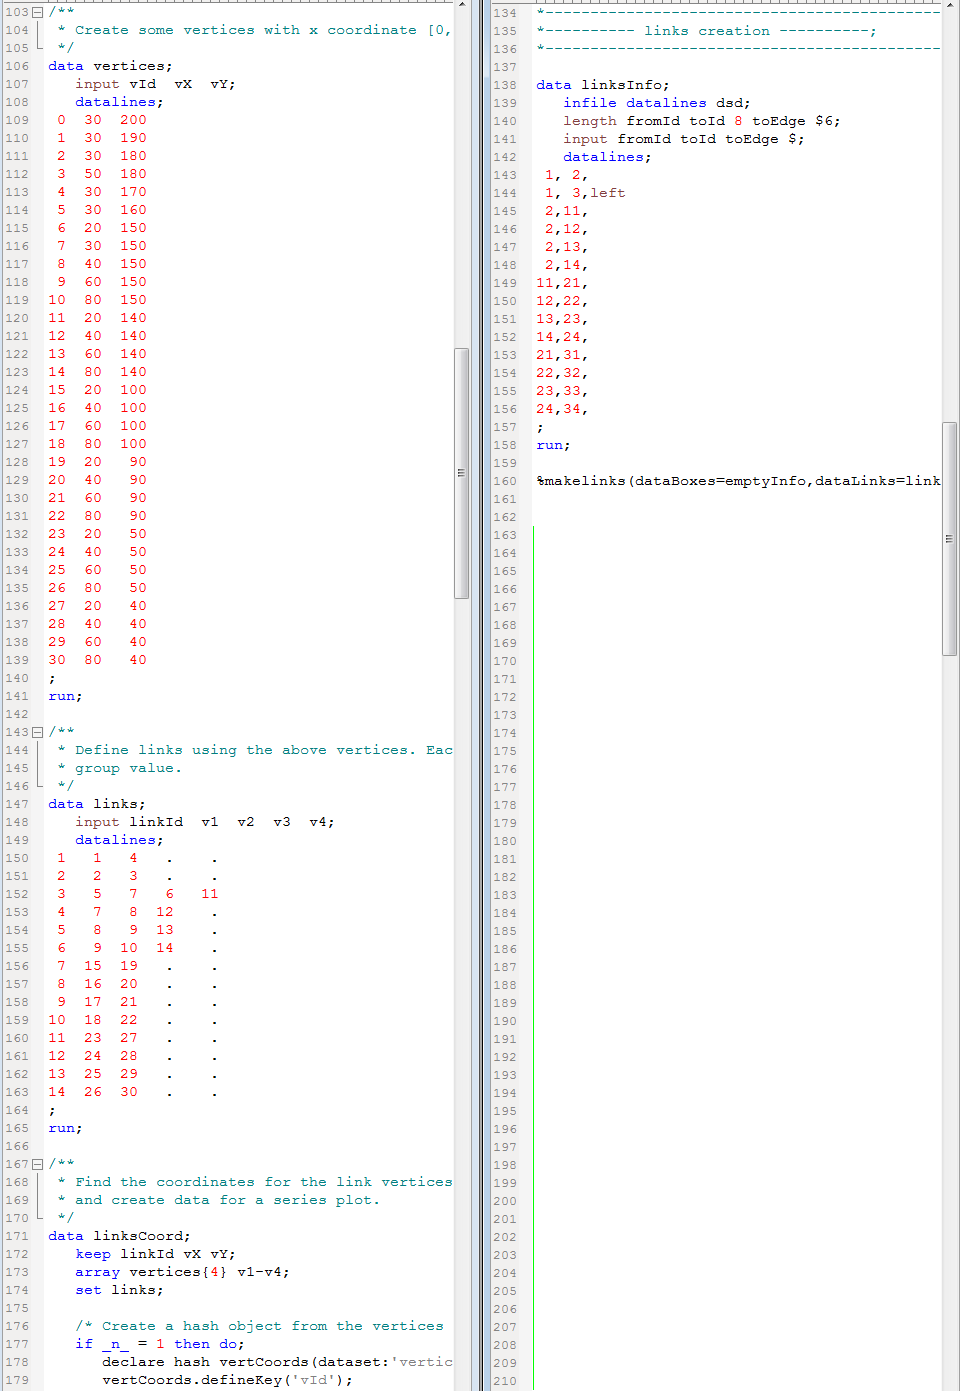 103 /**
104  * Create some vertices with x coordinate [0,
105  */
106 data vertices;
107    input vId  vX  vY;
108    datalines;
109  0  30  200
110  1  30  190
111  2  30  180
112  3  50  180
113  4  30  170
114  5  30  160
115  6  20  150
116  7  30  150
117  8  40  150
118  9  60  150
119 10  80  150
120 11  20  140
121 12  40  140
122 13  60  140
123 14  80  140
124 15  20  100
125 16  40  100
126 17  60  100
127 18  80  100
128 19  20   90
129 20  40   90
130 21  60   90
131 22  80   90
132 23  20   50
133 24  40   50
134 25  60   50
135 26  80   50
136 27  20   40
137 28  40   40
138 29  60   40
139 30  80   40
140 ;
141 run;
142
143 /**
144  * Define links using the above vertices. Eac
145  * group value.
146  */
147 data links;
148    input linkId  v1  v2  v3  v4;
149    datalines;
150  1   1   4   .    .
151  2   2   3   .    .
152  3   5   7   6   11
153  4   7   8  12    .
154  5   8   9  13    .
155  6   9  10  14    .
156  7  15  19   .    .
157  8  16  20   .    .
158  9  17  21   .    .
159 10  18  22   .    .
160 11  23  27   .    .
161 12  24  28   .    .
162 13  25  29   .    .
163 14  26  30   .    .
164 ;
165 run;
166
167 /**
168  * Find the coordinates for the link vertices
169  * and create data for a series plot.
170  */
171 data linksCoord;
172    keep linkId vX vY;
173    array vertices{4} v1-v4;
174    set links;
175
176    /* Create a hash object from the vertices
177    if _n_ = 1 then do;
178       declare hash vertCoords(dataset:'vertic
179       vertCoords.defineKey('vId');
134 *--------------------------------------------
135 *---------- links creation ----------;
136 *--------------------------------------------
137
138 data linksInfo;
139    infile datalines dsd;
140    length fromId toId 8 toEdge $6;
141    input fromId toId toEdge $;
142    datalines;
143  1, 2,
144  1, 3,left
145  2,11,
146  2,12,
147  2,13,
148  2,14,
149 11,21,
150 12,22,
151 13,23,
152 14,24,
153 21,31,
154 22,32,
155 23,33,
156 24,34,
157 ;
158 run;
159
160 %makelinks(dataBoxes=emptyInfo,dataLinks=link
161
162
163
164
165
166
167
168
169
170
171
172
173
174
175
176
177
178
179
180
181
182
183
184
185
186
187
188
189
190
191
192
193
194
195
196
197
198
199
200
201
202
203
204
205
206
207
208
209
210